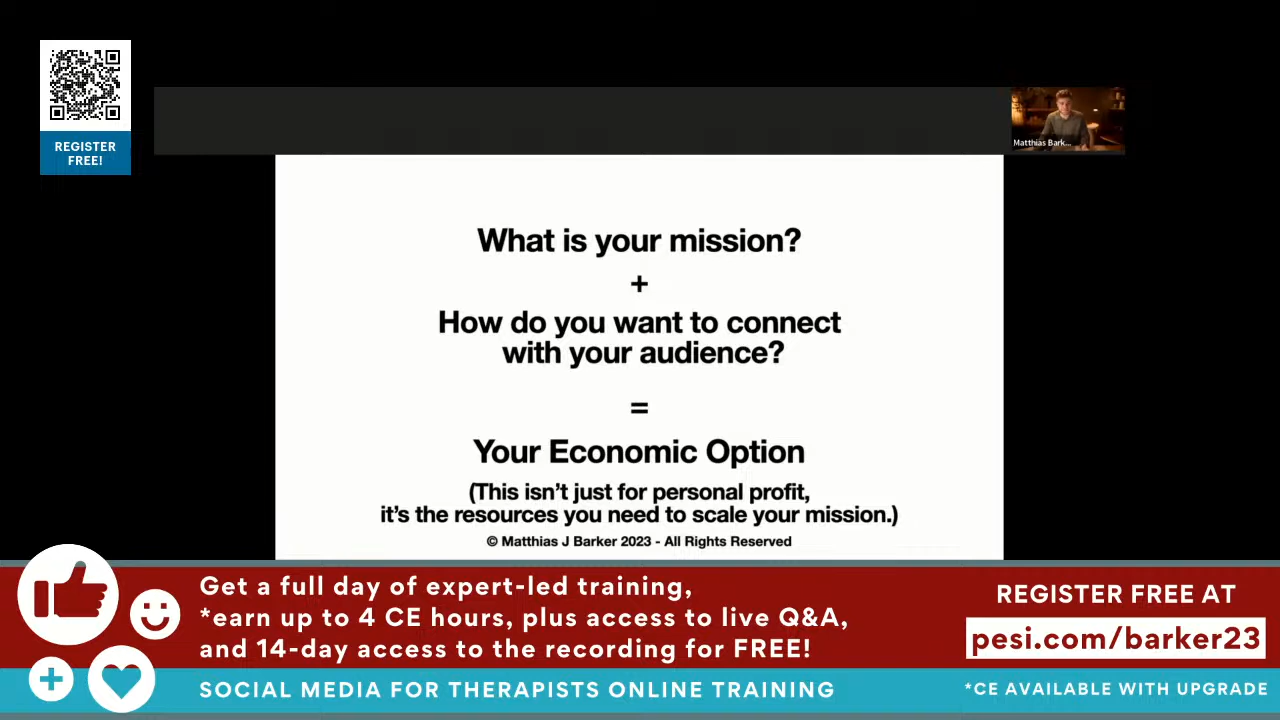 REGISTER
FREE!
Matthias Bark...
What is your mission?
+
How do you want to connect
with your audience?
=
Your Economic Option
(This isn't just for personal profit,
it's the resources you need to scale your mission.)
© Matthias J Barker 2023 - All Rights Reserved
Get a full day of expert-led training,
*earn up to 4 CE hours, plus access to live Q&A,
and 14-day access to the recording for FREE!
REGISTER FREE AT
pesi.com/barker23
SOCIAL MEDIA FOR THERAPISTS ONLINE TRAINING
*CE AVAILABLE WITH UPGRADE